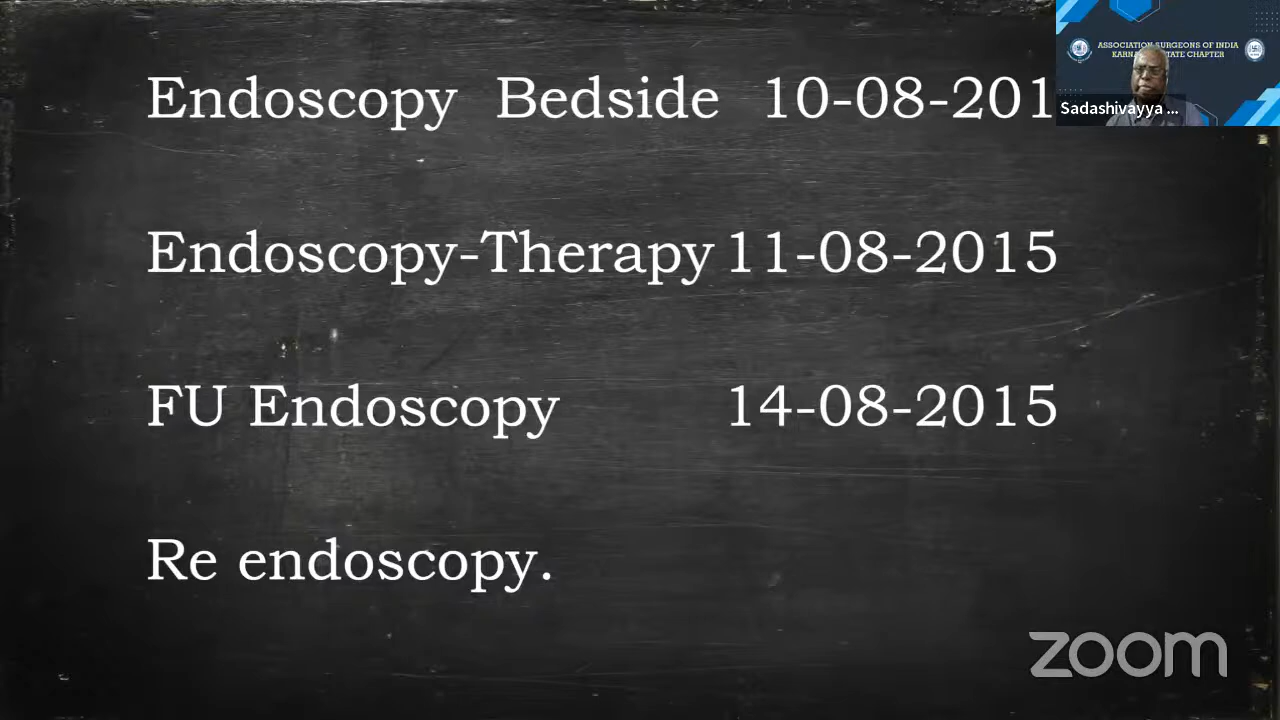 Endoscopy Bedside 10-08-201
ASSOCIATION SURGEONS OF INDIA
KARNA STATE CHAPTER
Sadashivayya ...
Endoscopy-Therapy 11-08-2015
FU Endoscopy 14-08-2015
Re endoscopy.
zoom